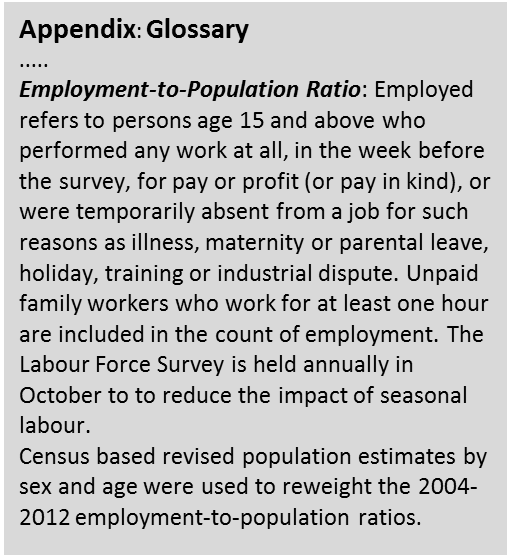 Appendix: Glossary
.....
Employment-to-Population Ratio: Employed
refers to persons age 15 and above who
performed any work at all, in the week before
the survey, for pay or profit (or pay in kind), or
were temporarily absent from a job for such
reasons as illness, maternity or parental leave,
holiday, training or industrial dispute. Unpaid
family workers who work for at least one hour
are included in the count of employment. The
Labour Force Survey is held annually in
October to to reduce the impact of seasonal
labour.
Census based revised population estimates by
sex and age were used to reweight the 2004-
2012 employment-to-population ratios.